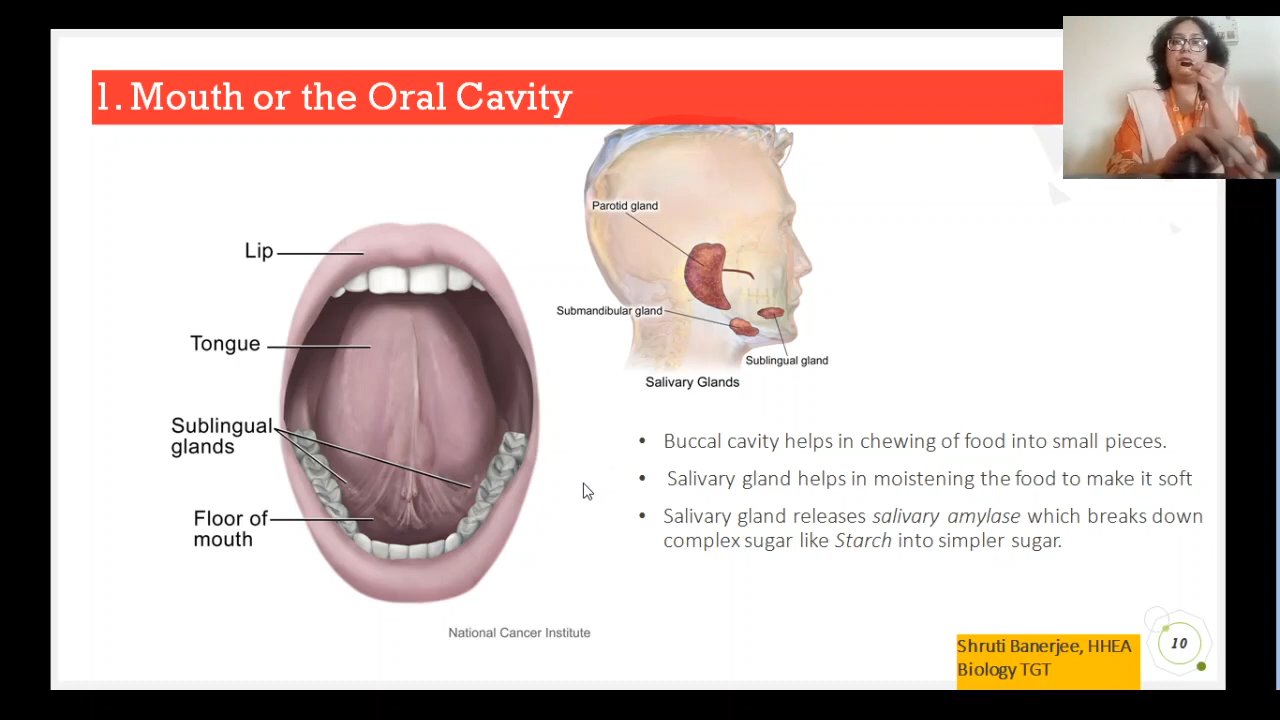 1. Mouth or the Oral Cavity
Lip
Tongue
Sublingual
glands
Floor of
mouth
National Cancer Institute
Parotid gland
Submandibular gland
Sublingual gland
Salivary Glands
• Buccal cavity helps in chewing of food into small pieces.
• Salivary gland helps in moistening the food to make it soft
• Salivary gland releases salivary amylase which breaks down
complex sugar like Starch into simpler sugar.
Shruti Banerjee, HHEA
Biology TGT
10